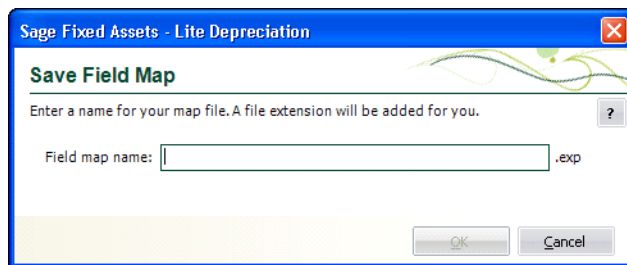 Sage Fixed Assets - Lite Depreciation
Save Field Map
Enter a name for your map file. A file extension will be added for you.
?
Field map name: .exp
OK Cancel